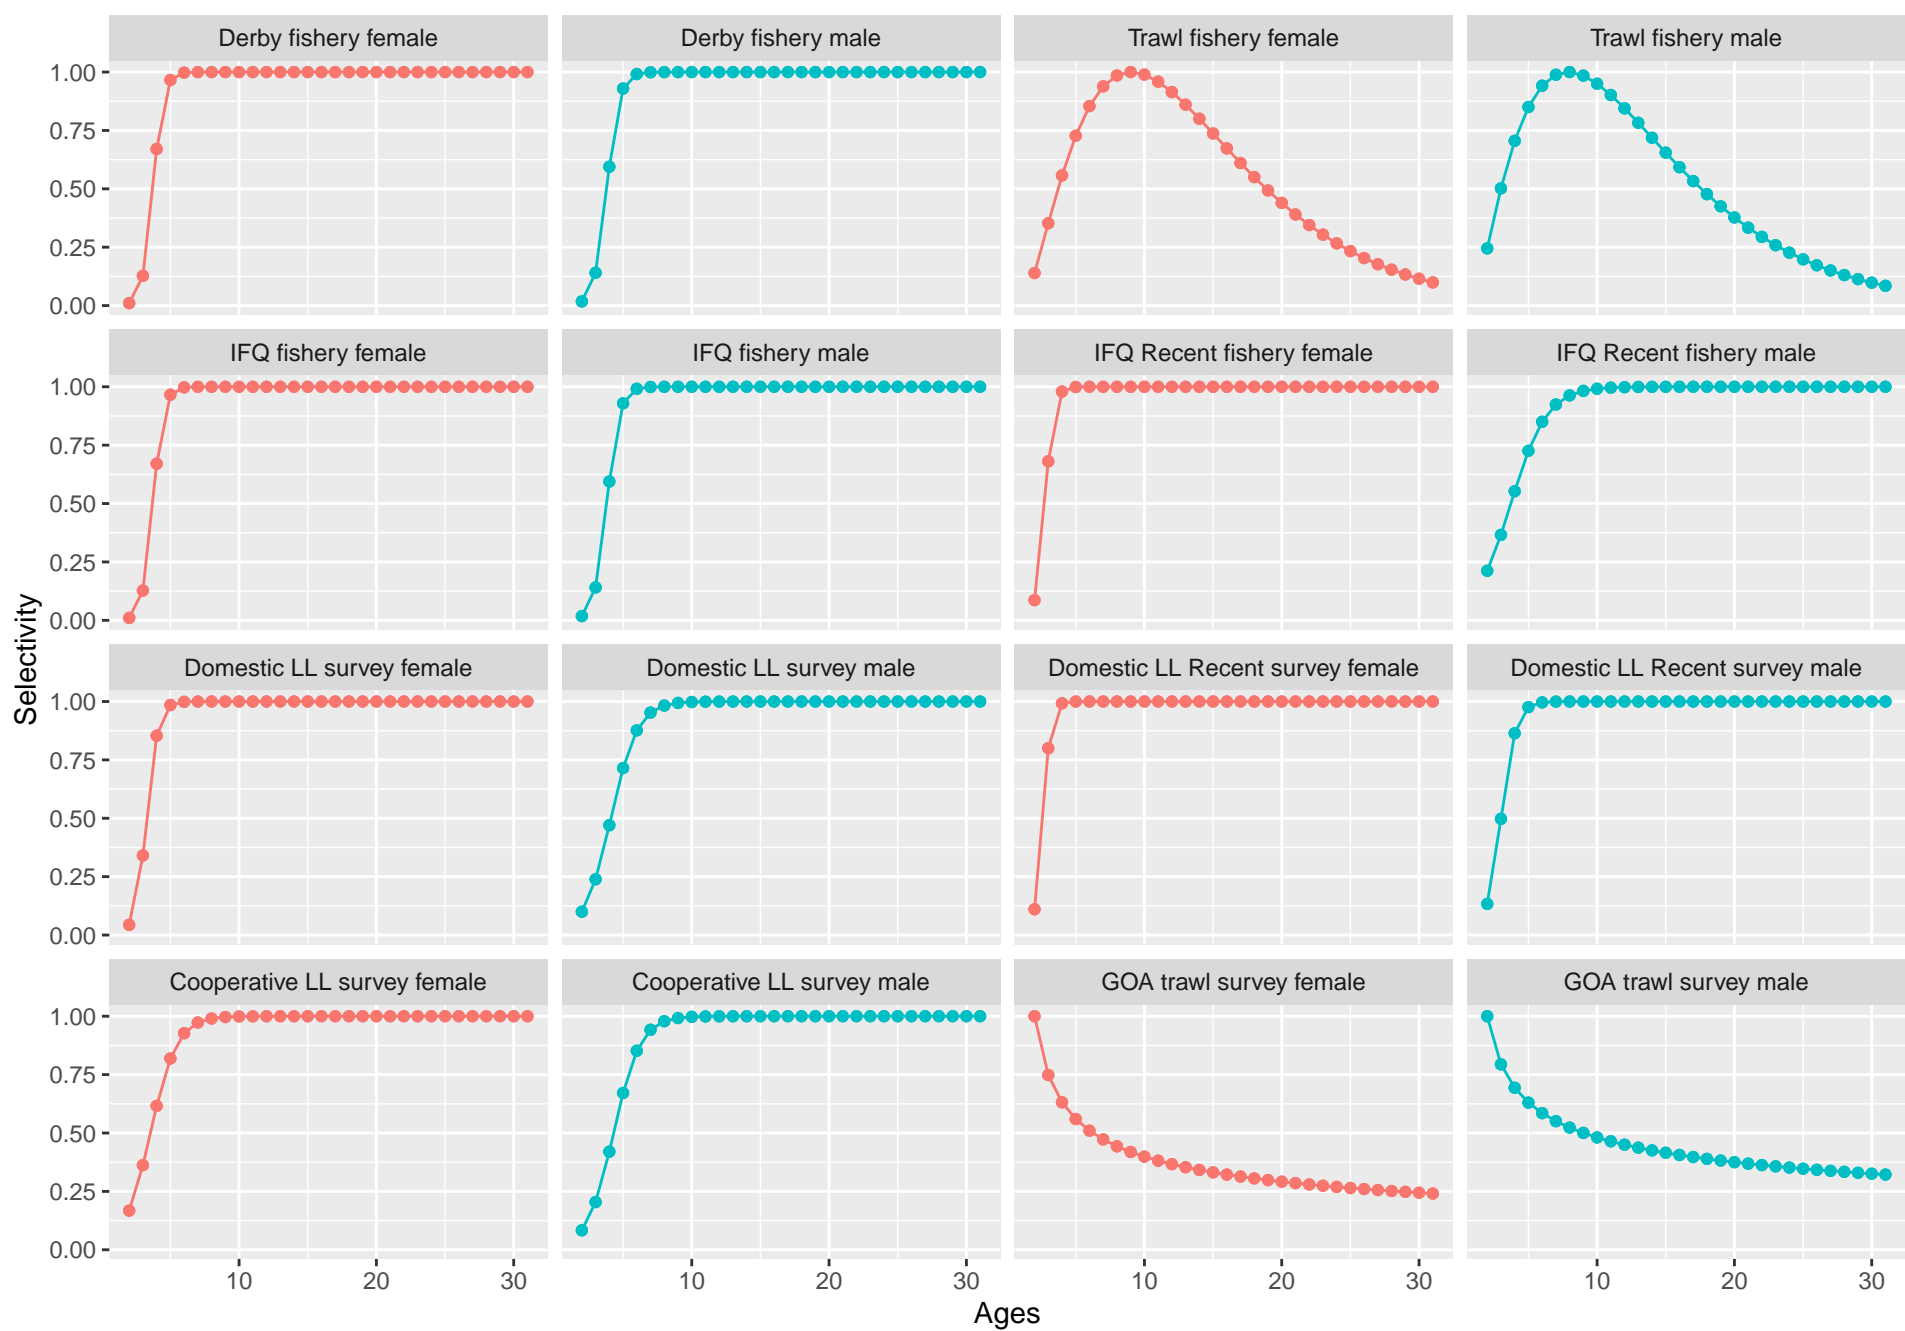 Derby fishery female
Derby fishery male
Trawl fishery female
Trawl fishery male
1.00
0.75
0.50
0.25
0.00
IFQ fishery female
IFQ fishery male
IFQ Recent fishery female
IFQ Recent fishery male
1.00
0.75
0.50
0.25
0.00
Selectivity
Domestic LL survey female
Domestic LL survey male
Domestic LL Recent survey female
Domestic LL Recent survey male
1.00
0.75
0.50
0.25
0.00
Cooperative LL survey female
Cooperative LL survey male
GOA trawl survey female
GOA trawl survey male
1.00
0.75
0.50
0.25
0.00
10 20 30
10 20 30
10 20 30
10 20 30
Ages